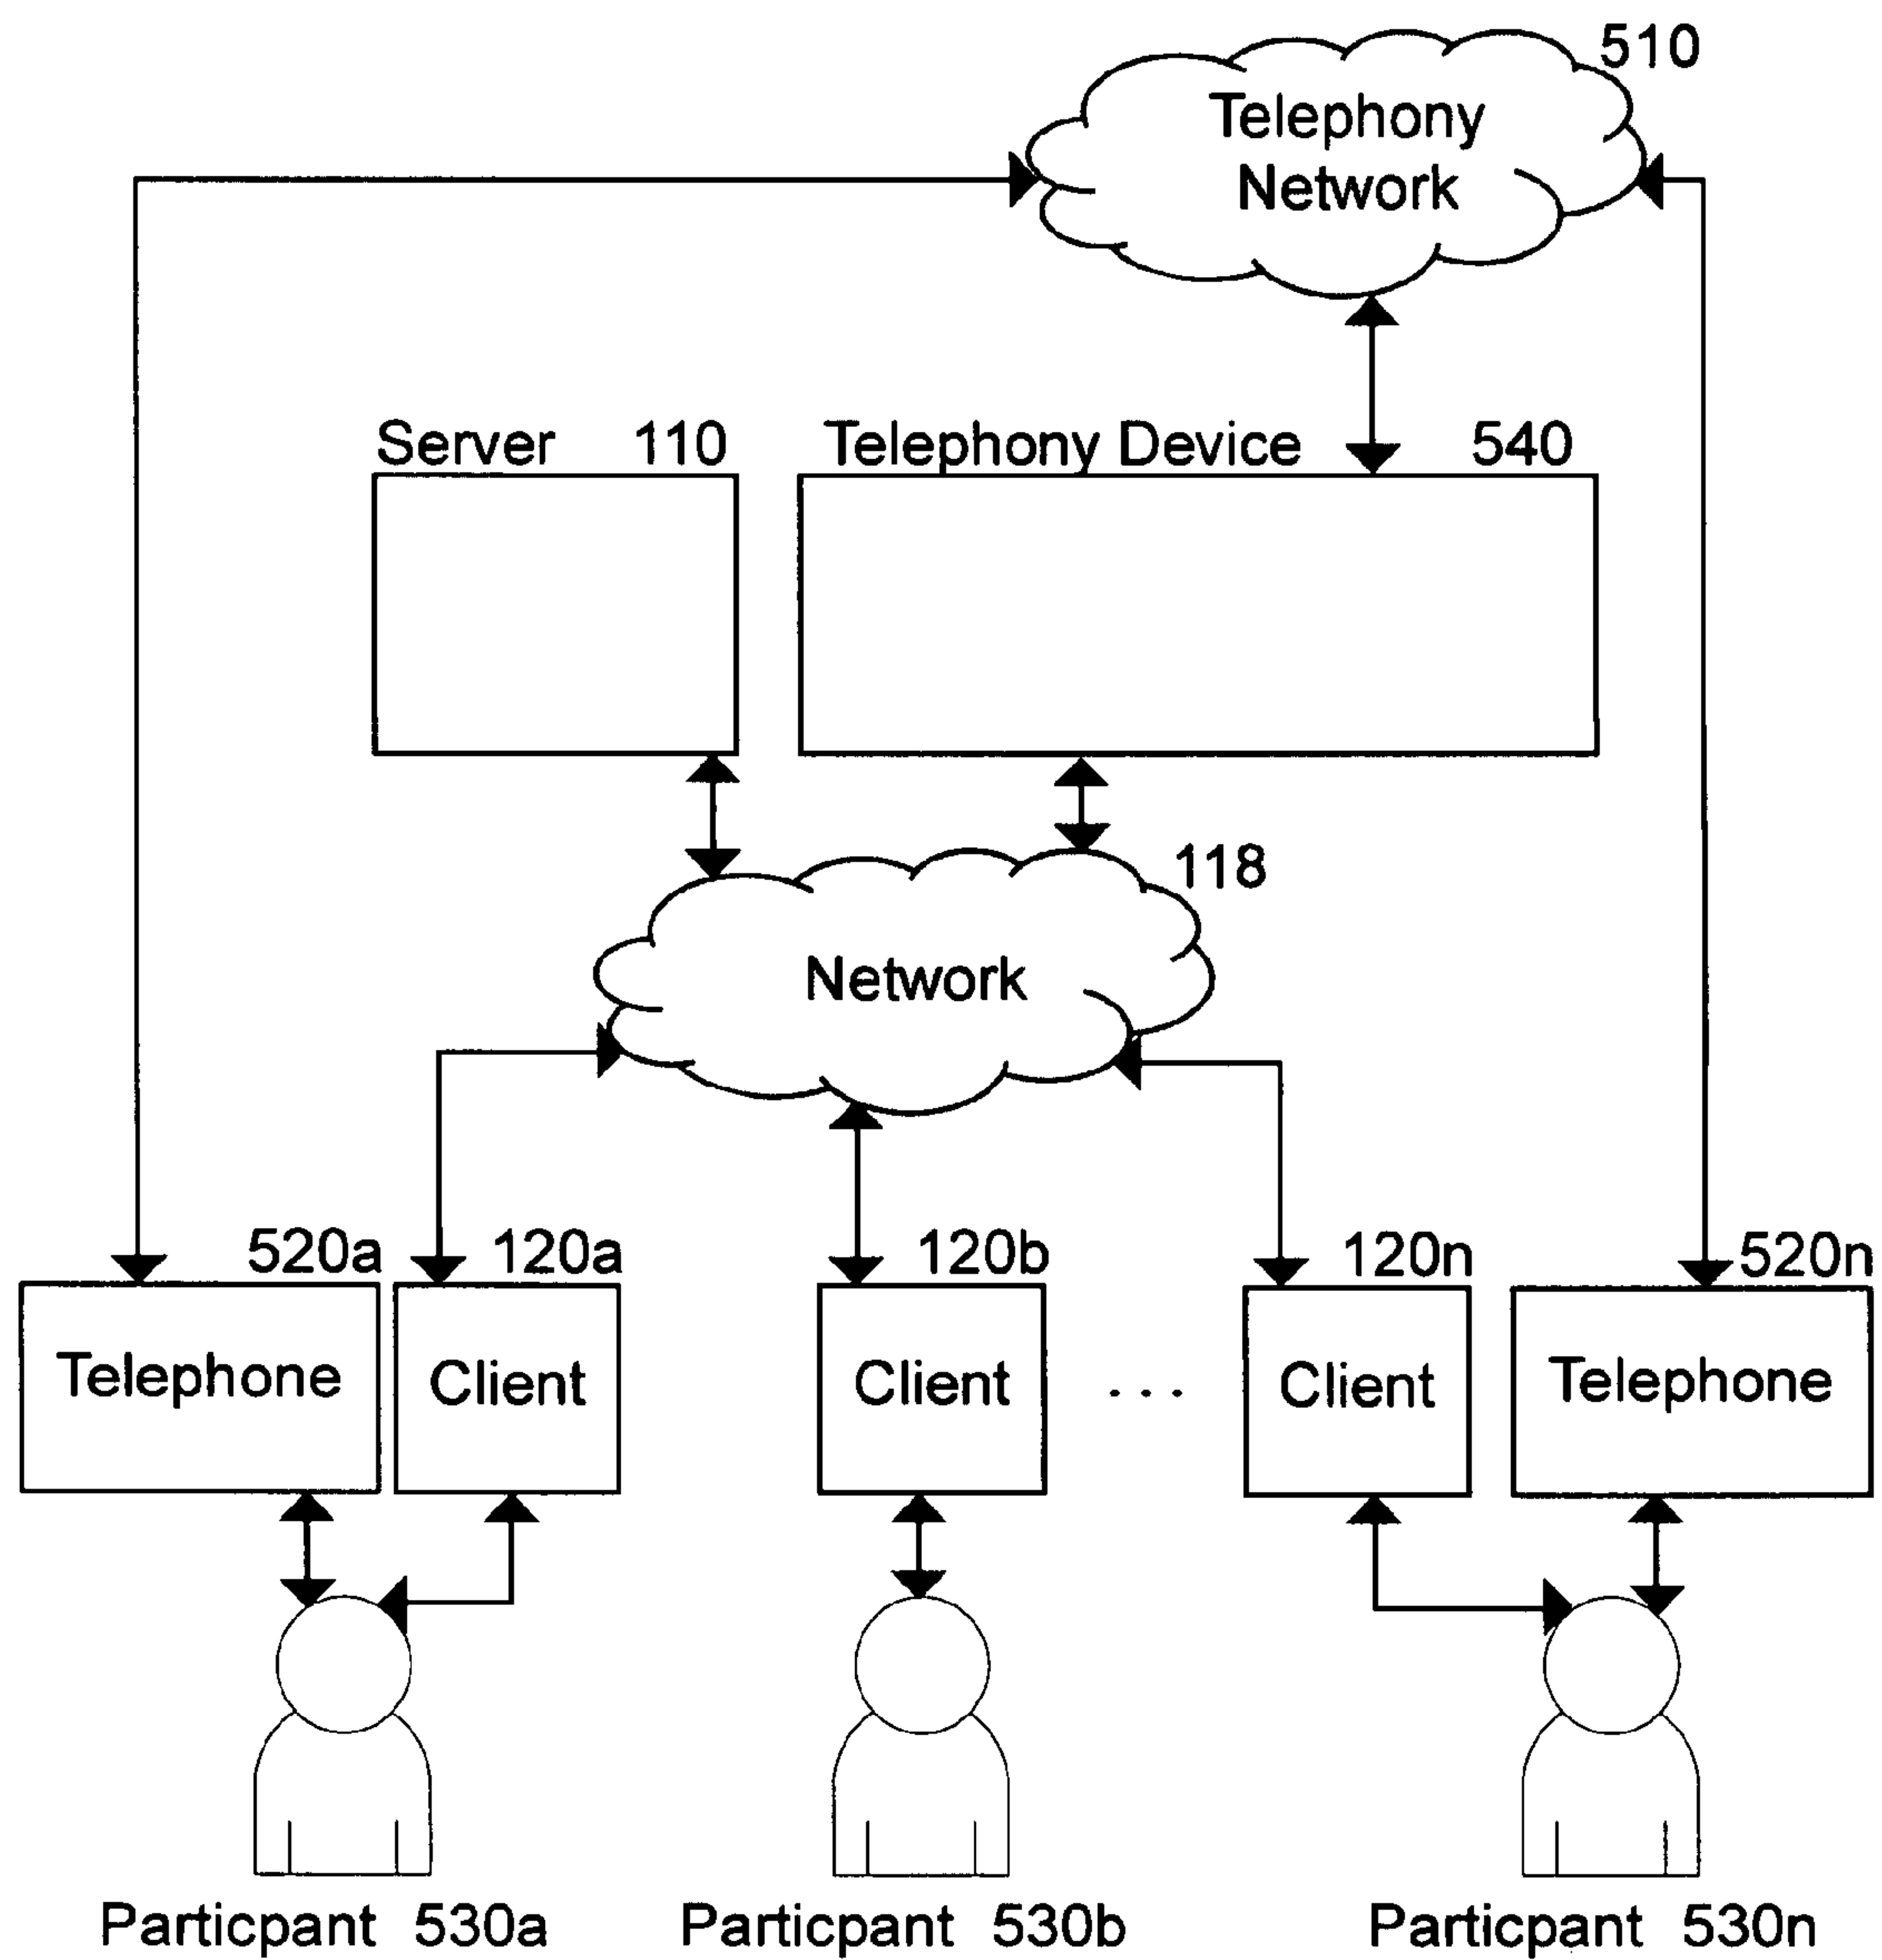 510
Telephony
Network
Server 110
Telephony Device 540
118
Network
520a
120a
120b
120n
520n
Telephone
Client
Client
. . .
Client
Telephone
Particpant 530a
Particpant 530b
Particpant 530n